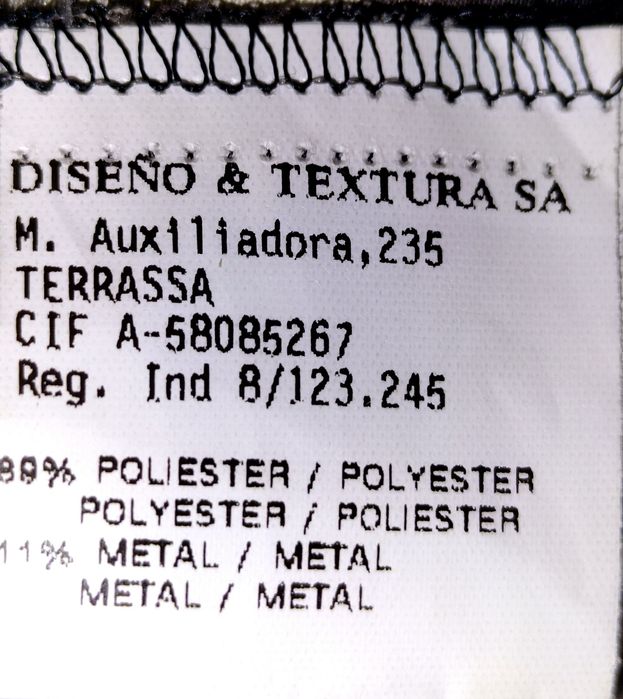 DISEÑO & TEXTURA SA
M. Auxiliadora,235
TERRASSA
CIF A-58085267
Reg. Ind 8/123.245
89% POLIESTER / POLYESTER
POLYESTER / POLIESTER
11% METAL / METAL
METAL / METAL